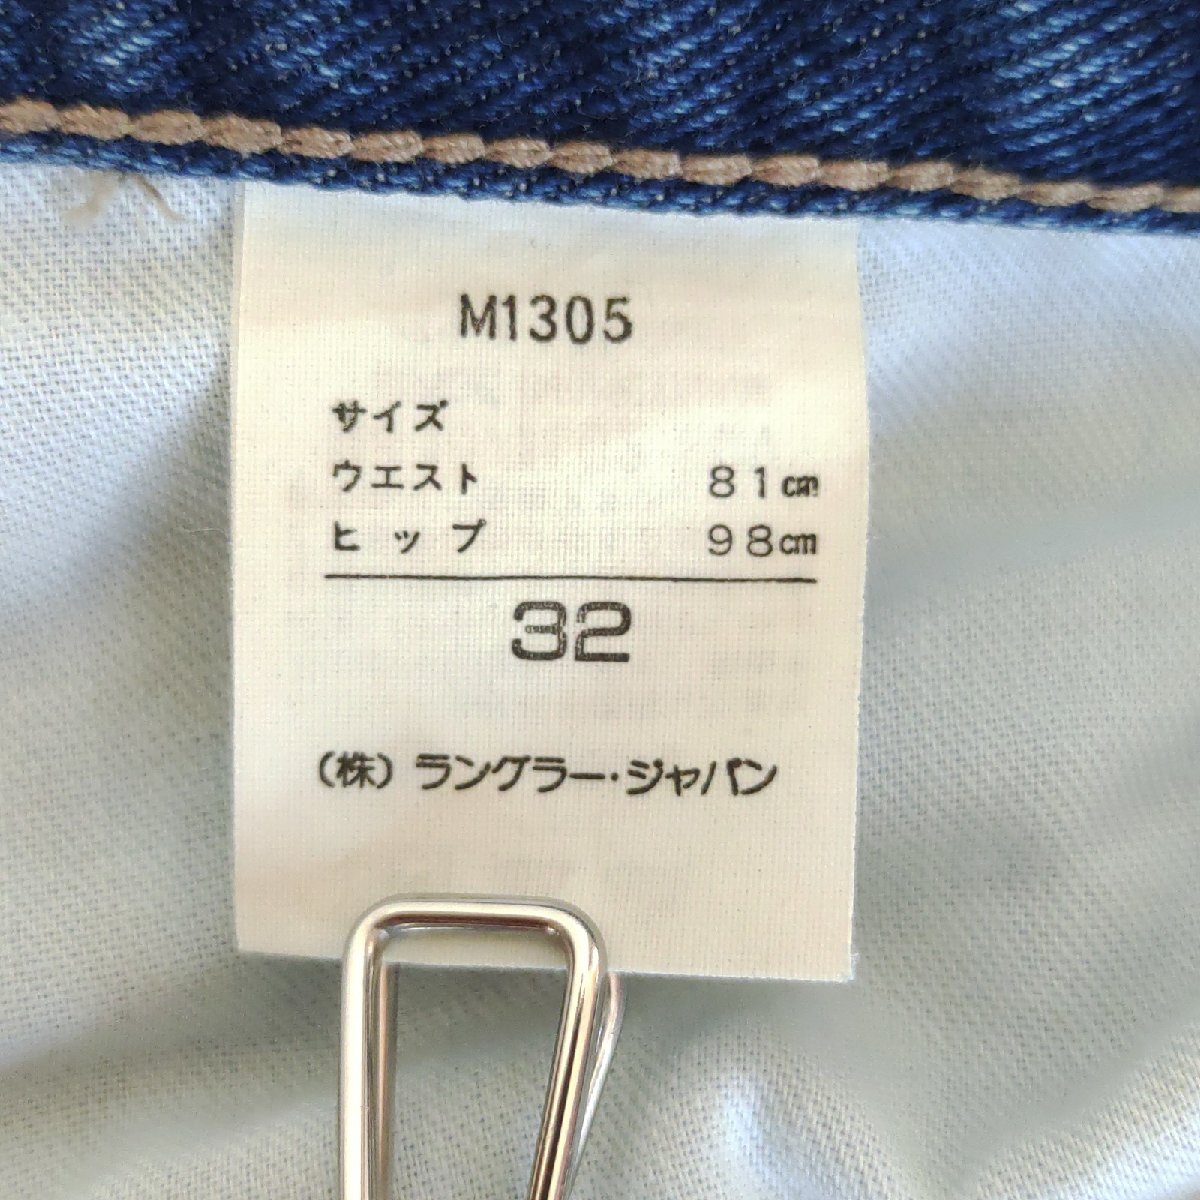 M1305
サイズ
ウエスト 81㎝
ヒップ 98㎝
32
(株) ラングラー・ジャパン